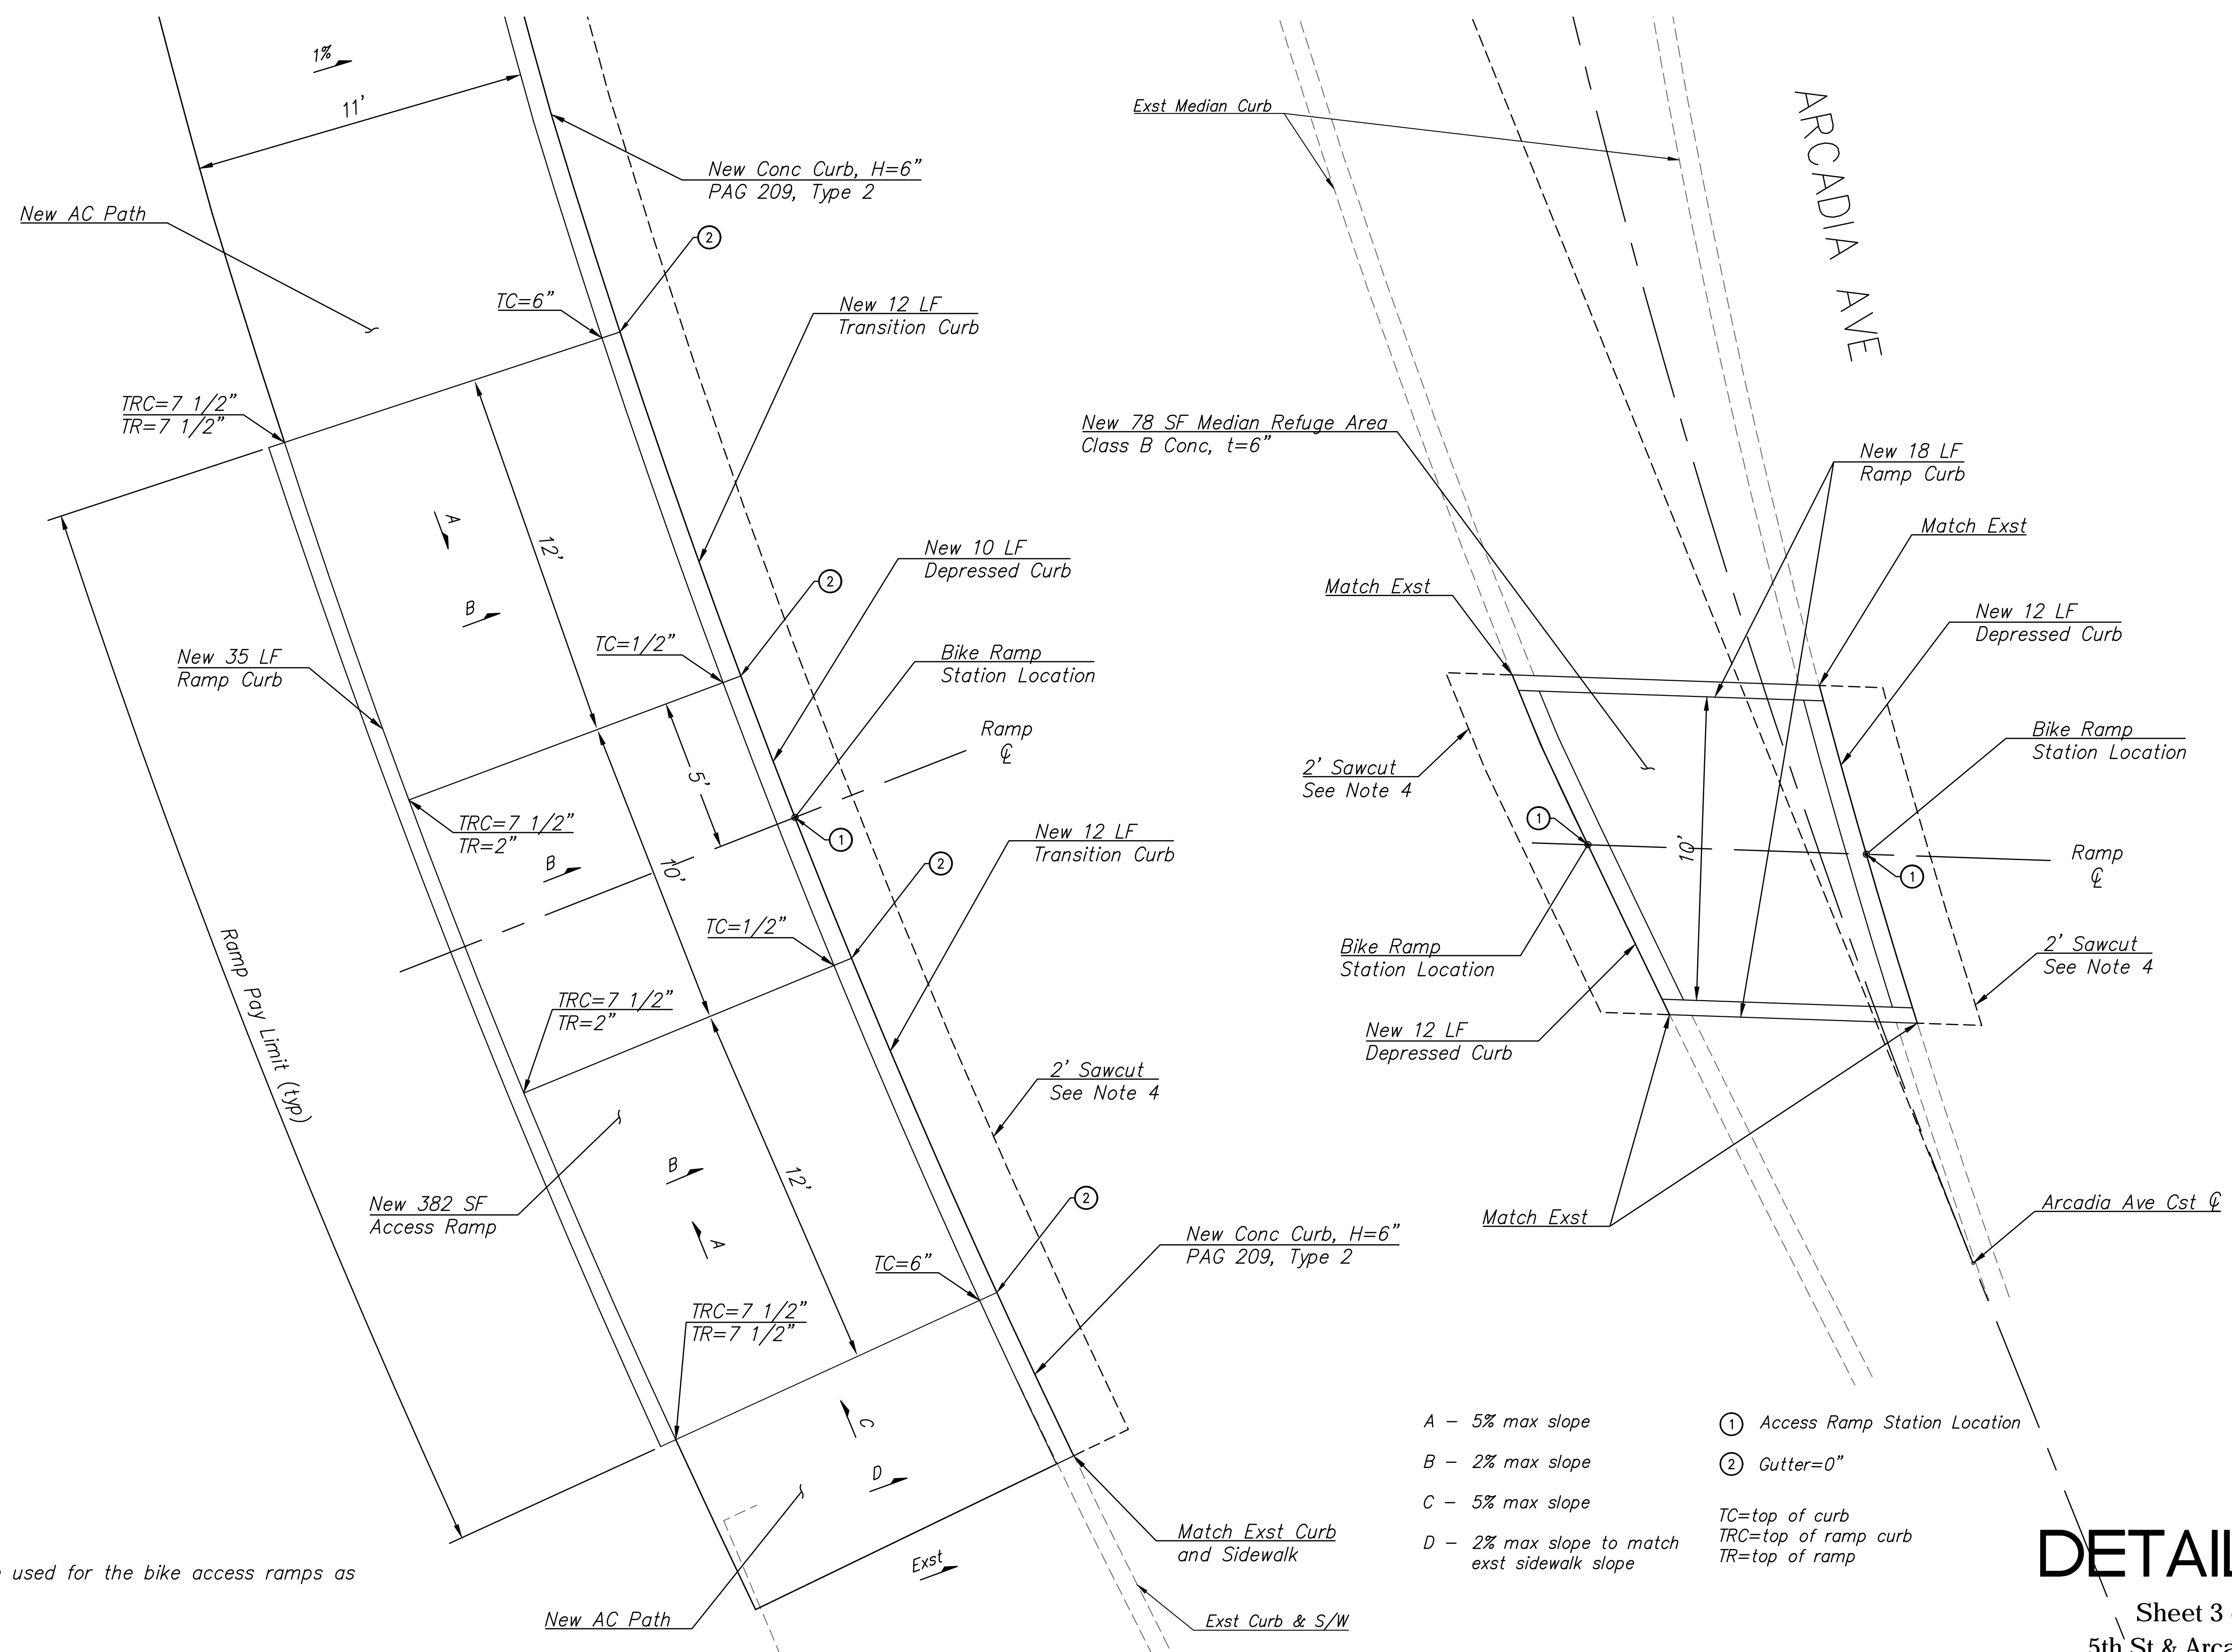 1%
11'
New Conc Curb, H=6"
PAG 209, Type 2
New AC Path
2
TC=6"
New 12 LF
Transition Curb
TRC=7 1/2"
TR=7 1/2"
A
12'
B
New 10 LF
Depressed Curb
2
TC=1/2"
New 35 LF
Ramp Curb
Bike Ramp
Station Location
Ramp
℄
5'
TRC=7 1/2"
TR=2"
B
10'
1
New 12 LF
Transition Curb
2
TC=1/2"
Ramp Pay Limit (typ)
TRC=7 1/2"
TR=2"
2' Sawcut
See Note 4
B
12'
New 382 SF
Access Ramp
A
2
TC=6"
New Conc Curb, H=6"
PAG 209, Type 2
TRC=7 1/2"
TR=7 1/2"
C
D
Match Exst Curb
and Sidewalk
Exst
New AC Path
Exst Curb & S/W
used for the bike access ramps as
Exst Median Curb
ARCADIA AVE
New 78 SF Median Refuge Area
Class B Conc, t=6"
New 18 LF
Ramp Curb
Match Exst
Match Exst
New 12 LF
Depressed Curb
2' Sawcut
See Note 4
Bike Ramp
Station Location
1
10'
Ramp
℄
1
Bike Ramp
Station Location
2' Sawcut
See Note 4
New 12 LF
Depressed Curb
Match Exst
Arcadia Ave Cst ℄
A – 5% max slope
B – 2% max slope
C – 5% max slope
D – 2% max slope to match
exst sidewalk slope
1 Access Ramp Station Location
2 Gutter=0"
TC=top of curb
TRC=top of ramp curb
TR=top of ramp
DETAIL
Sheet 3
5th St & Arca